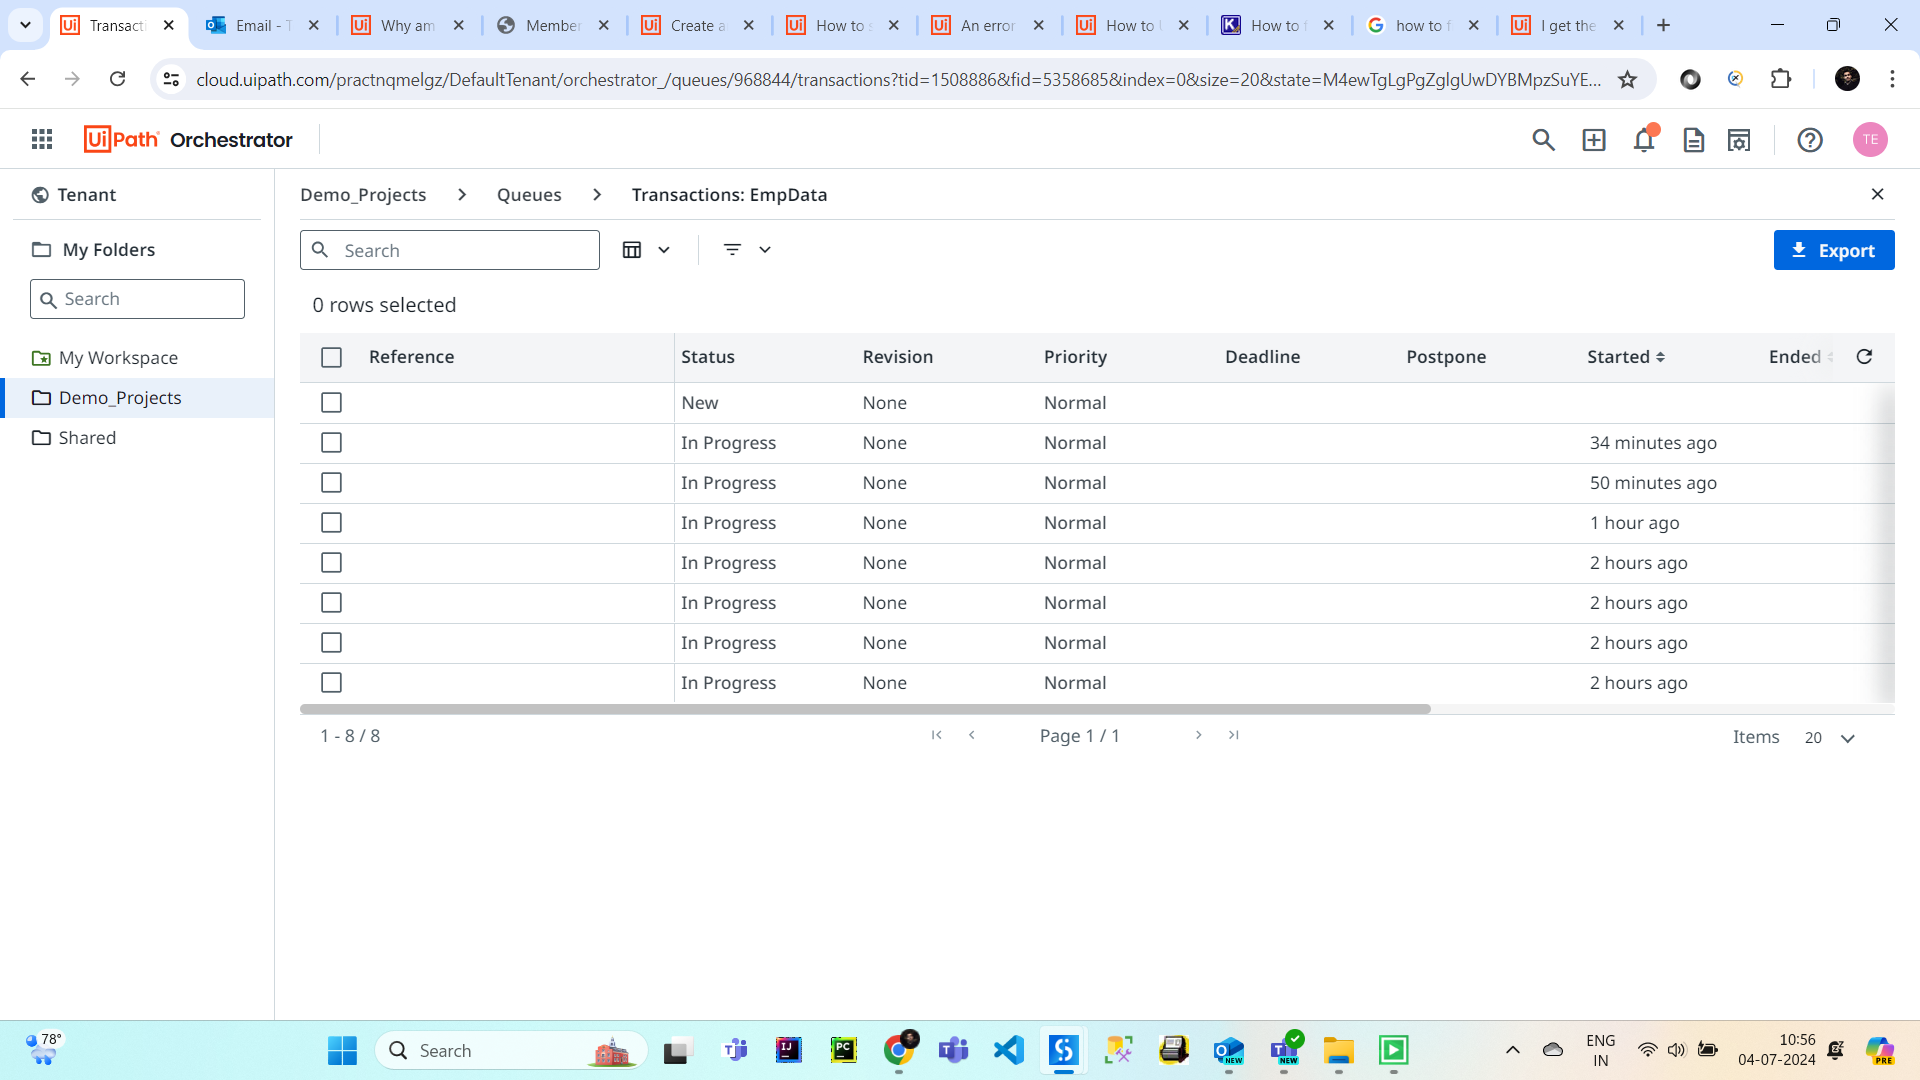 Transacti
Email - T
Why am
Member
Create a
How to s
An error
How to U
How to f
how to f
I get the
cloud.uipath.com/practnqmelgz/DefaultTenant/orchestrator_/queues/968844/transactions?tid=1508886&fid=5358685&index=0&size=20&state=M4ewTgLgPgZglgUwDYBMpzSuYE...
UiPath Orchestrator
TE
Tenant
Demo_Projects > Queues > Transactions: EmpData
My Folders
Search
Export
Search
0 rows selected
Reference Status Revision Priority Deadline Postpone Started Ended
My Workspace
Demo_Projects
Shared
New None Normal
In Progress None Normal 34 minutes ago
In Progress None Normal 50 minutes ago
In Progress None Normal 1 hour ago
In Progress None Normal 2 hours ago
In Progress None Normal 2 hours ago
In Progress None Normal 2 hours ago
In Progress None Normal 2 hours ago
1 - 8 / 8 Page 1 / 1 Items 20
78°
Search
ENG
IN
10:56
04-07-2024